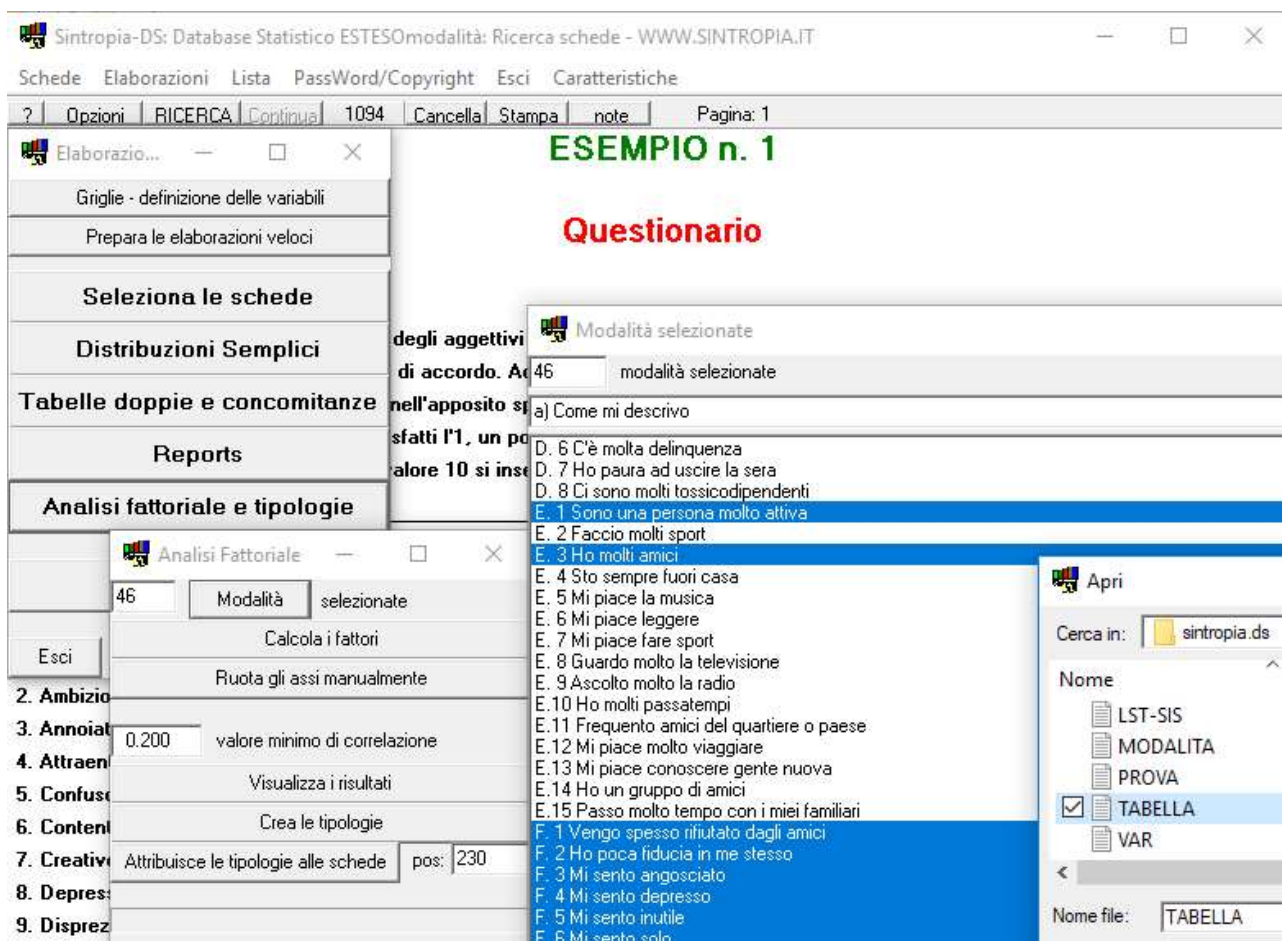 Sintropia-DS: Database Statistico ESTESOmodalità: Ricerca schede - WWW.SINTROPIA.IT
Schede Elaborazioni Lista PassWord/Copyright Esci Caratteristiche
? Opzioni RICERCA Continua 1094 Cancella Stampa note Pagina: 1
ESEMPIO n. 1
Questionario
Elaborazio...
Griglie - definizione delle variabili
Prepara le elaborazioni veloci
Seleziona le schede
Distribuzioni Semplici
Tabelle doppie e concomitanze
Reports
Analisi fattoriale e tipologie
Esci
degli aggettivi
di accordo.
nell'apposito
sfatti l'1, un
valore 10 si
2. Ambizio
3. Annoiat
4. Attraent
5. Confuso
6. Content
7. Creativo
8. Depress
9. Disprez
Analisi Fattoriale
46 Modalità selezionate
Calcola i fattori
Ruota gli assi manualmente
0.200 valore minimo di correlazione
Visualizza i risultati
Crea le tipologie
Attribuisce le tipologie alle schede pos: 230
Modalità selezionate
46 modalità selezionate
a) Come mi descrivo
D. 6 C'è molta delinquenza
D. 7 Ho paura ad uscire la sera
D. 8 Ci sono molti tossicodipendenti
E. 1 Sono una persona molto attiva
E. 2 Faccio molti sport
E. 3 Ho molti amici
E. 4 Sto sempre fuori casa
E. 5 Mi piace la musica
E. 6 Mi piace leggere
E. 7 Mi piace fare sport
E. 8 Guardo molto la televisione
E. 9 Ascolto molto la radio
E.10 Ho molti passatempi
E.11 Frequento amici del quartiere o paese
E.12 Mi piace molto viaggiare
E.13 Mi piace conoscere gente nuova
E.14 Ho un gruppo di amici
E.15 Passo molto tempo con i miei familiari
F. 1 Vengo spesso rifiutato dagli amici
F. 2 Ho poca fiducia in me stesso
F. 3 Mi sento angosciato
F. 4 Mi sento depresso
F. 5 Mi sento inutile
F. 6 Mi sento solo
Apri
Cerca in: sintropia.ds
Nome
LST-SIS
MODALITA
PROVA
TABELLA
VAR
Nome file: TABELLA